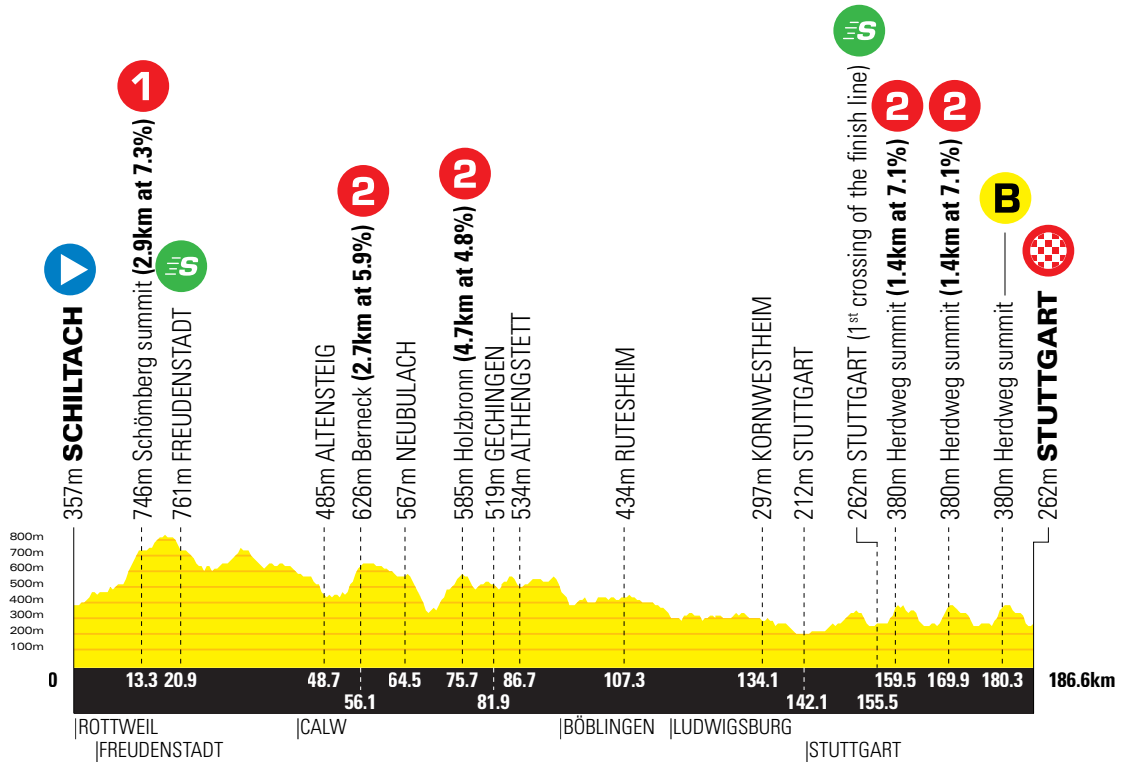 357m SCHILTACH
1
746m Schömberg summit (2.9km at 7.3%)
S
761m FREUDENSTADT
485m ALTENSTEIG
2
626m Berneck (2.7km at 5.9%)
567m NEUBULACH
2
585m Holzbronn (4.7km at 4.8%)
519m GECHINGEN
534m ALTHENGSTETT
434m RUTESHEIM
297m KORNWESTHEIM
212m STUTTGART
S
262m STUTTGART (1st crossing of the finish line)
2
380m Herdweg summit (1.4km at 7.1%)
2
380m Herdweg summit (1.4km at 7.1%)
B
380m Herdweg summit
262m STUTTGART
800m
700m
600m
500m
400m
300m
200m
100m
0 13.3 20.9 48.7 64.5 75.7 86.7 107.3 134.1 159.5 169.9 180.3 186.6km
56.1 81.9 142.1 155.5
|ROTTWEIL |CALW |BÖBLINGEN |LUDWIGSBURG
|FREUDENSTADT |STUTTGART